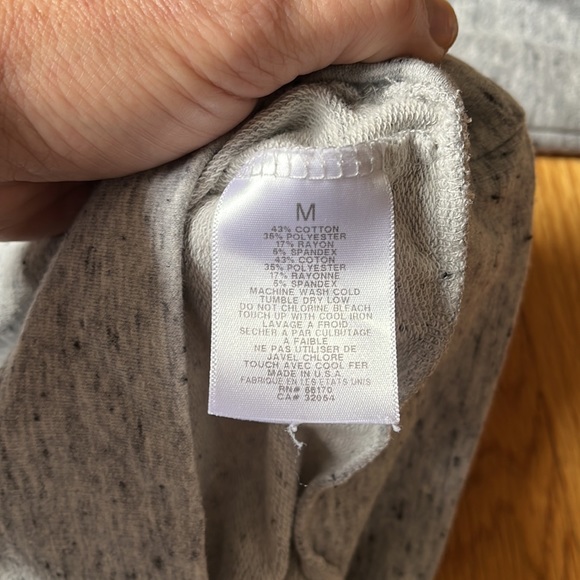 M
43% COTTON
35% POLYESTER
17% RAYON
5% SPANDEX
43% COTON
35% POLYESTER
17% RAYONNE
5% SPANDEX
MACHINE WASH COLD
TUMBLE DRY LOW
DO NOT CHLORINE BLEACH
TOUCH UP WITH COOL IRON
LAVAGE A FROID
SECHER A PAR CULBUTAGE
A FAIBLE
NE PAS UTILISER DE
JAVEL CHLORE
TOUCH AVEC COOL FER
MADE IN U.S.A
FABRIQUE EN LES ETATS UNIS
RN# 66170
CA# 32054